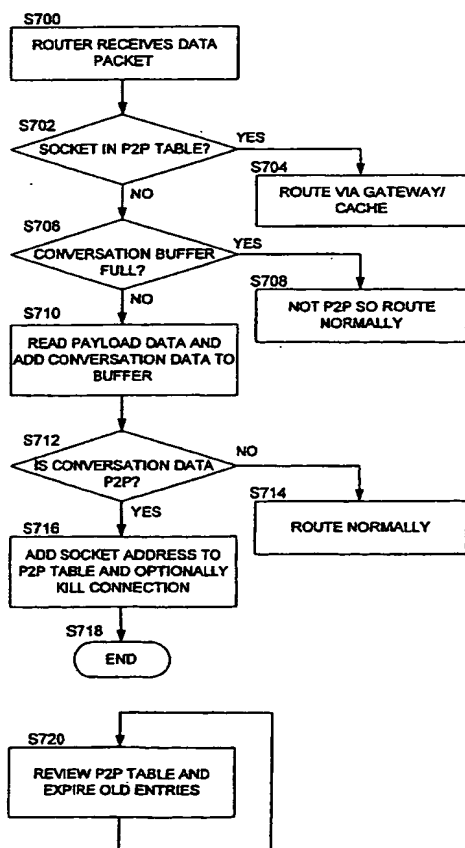 S700
ROUTER RECEIVES DATA
PACKET
S702
SOCKET IN P2P TABLE?
YES
S704
ROUTE VIA GATEWAY/
CACHE
NO
S706
CONVERSATION BUFFER
FULL?
YES
S708
NOT P2P SO ROUTE
NORMALLY
NO
S710
READ PAYLOAD DATA AND
ADD CONVERSATION DATA TO
BUFFER
S712
IS CONVERSATION DATA
P2P?
NO
S714
ROUTE NORMALLY
YES
S716
ADD SOCKET ADDRESS TO
P2P TABLE AND OPTIONALLY
KILL CONNECTION
S718
END
S720
REVIEW P2P TABLE AND
EXPIRE OLD ENTRIES